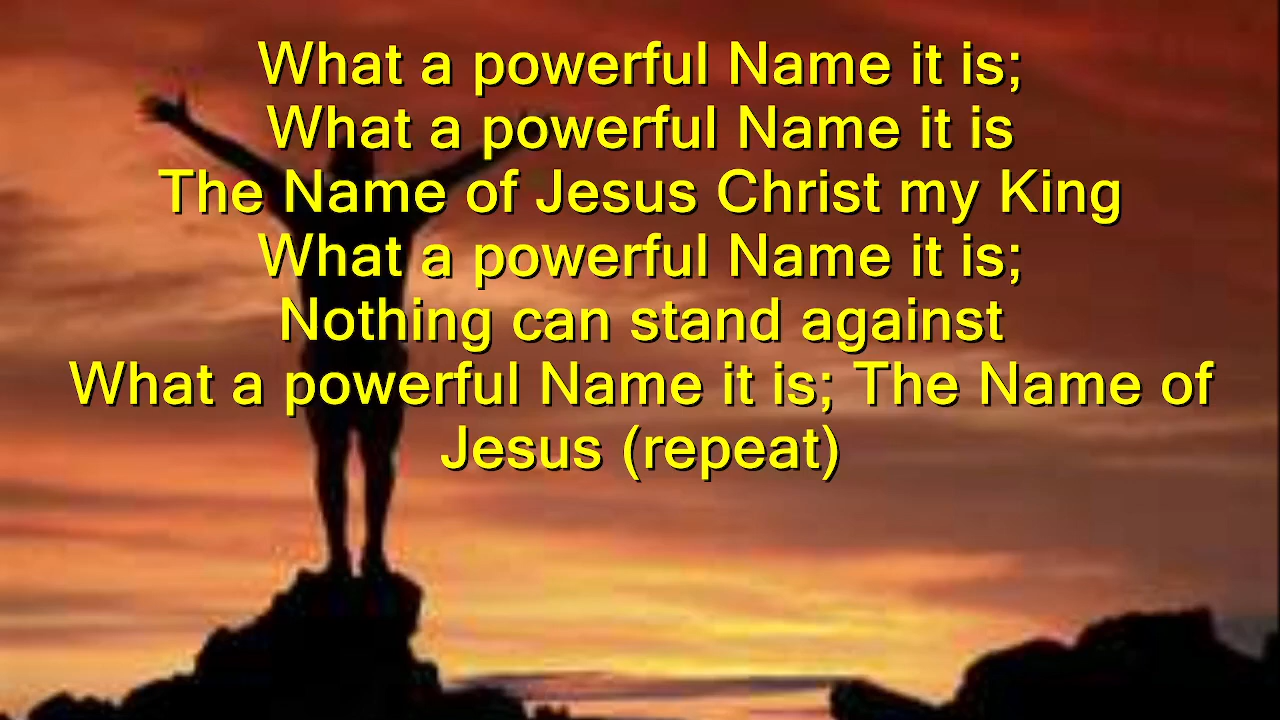 What a powerful Name it is;
What a powerful Name it is
The Name of Jesus Christ my King
What a powerful Name it is;
Nothing can stand against
What a powerful Name it is; The Name of
Jesus (repeat)